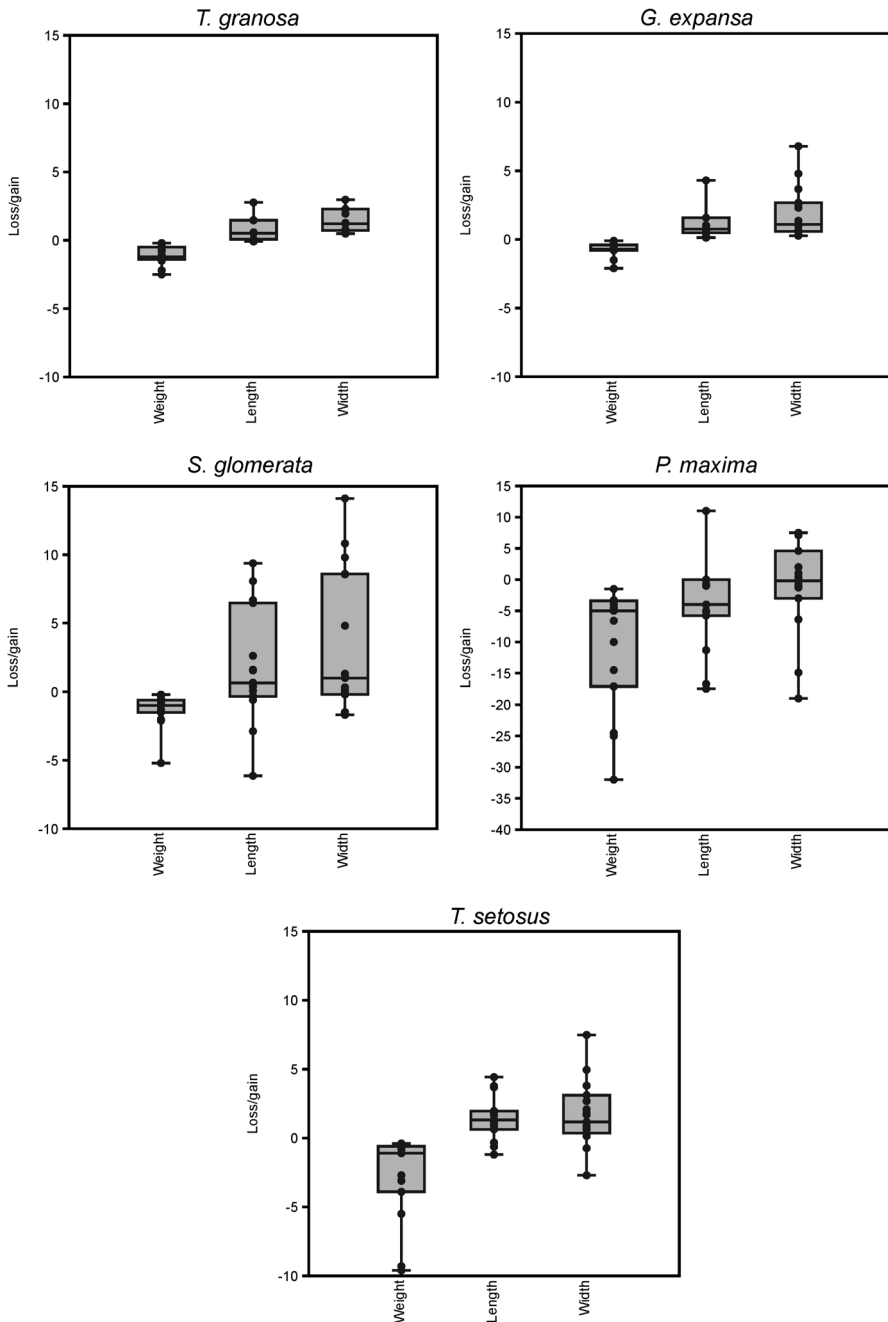 T. granosa
15
10
5
0
-5
-10
Loss/gain
Weight
Length
Width
G. expansa
15
10
5
0
-5
-10
Loss/gain
Weight
Length
Width
S. glomerata
15
10
5
0
-5
-10
Loss/gain
Weight
Length
Width
P. maxima
15
10
5
0
-5
-10
-15
-20
-25
-30
-35
-40
Loss/gain
Weight
Length
Width
T. setosus
15
10
5
0
-5
-10
Loss/gain
Weight
Length
Width